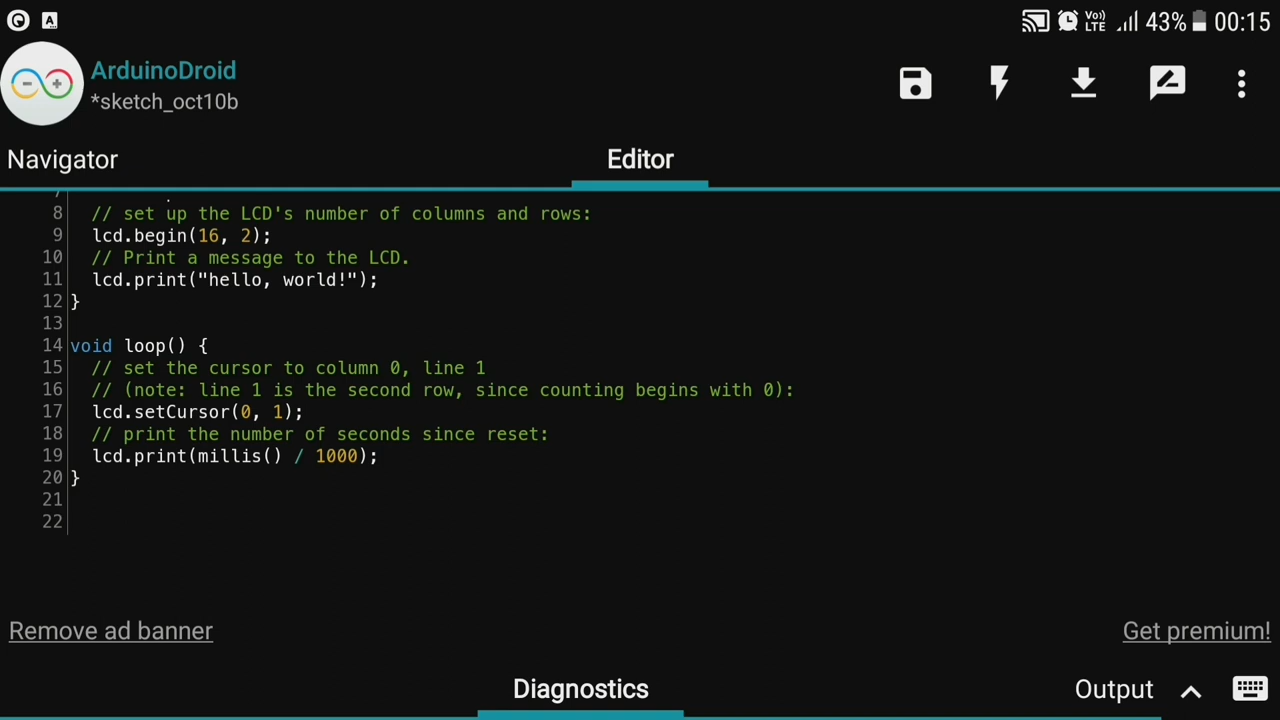 43% 00:15
Vo)) LTE
ArduinoDroid
*sketch_oct10b
Navigator Editor
8 // set up the LCD's number of columns and rows:
9 lcd.begin(16, 2);
10 // Print a message to the LCD.
11 lcd.print("hello, world!");
12 }
13
14 void loop() {
15 // set the cursor to column 0, line 1
16 // (note: line 1 is the second row, since counting begins with 0):
17 lcd.setCursor(0, 1);
18 // print the number of seconds since reset:
19 lcd.print(millis() / 1000);
20 }
21
22
Remove ad banner Get premium!
Diagnostics Output